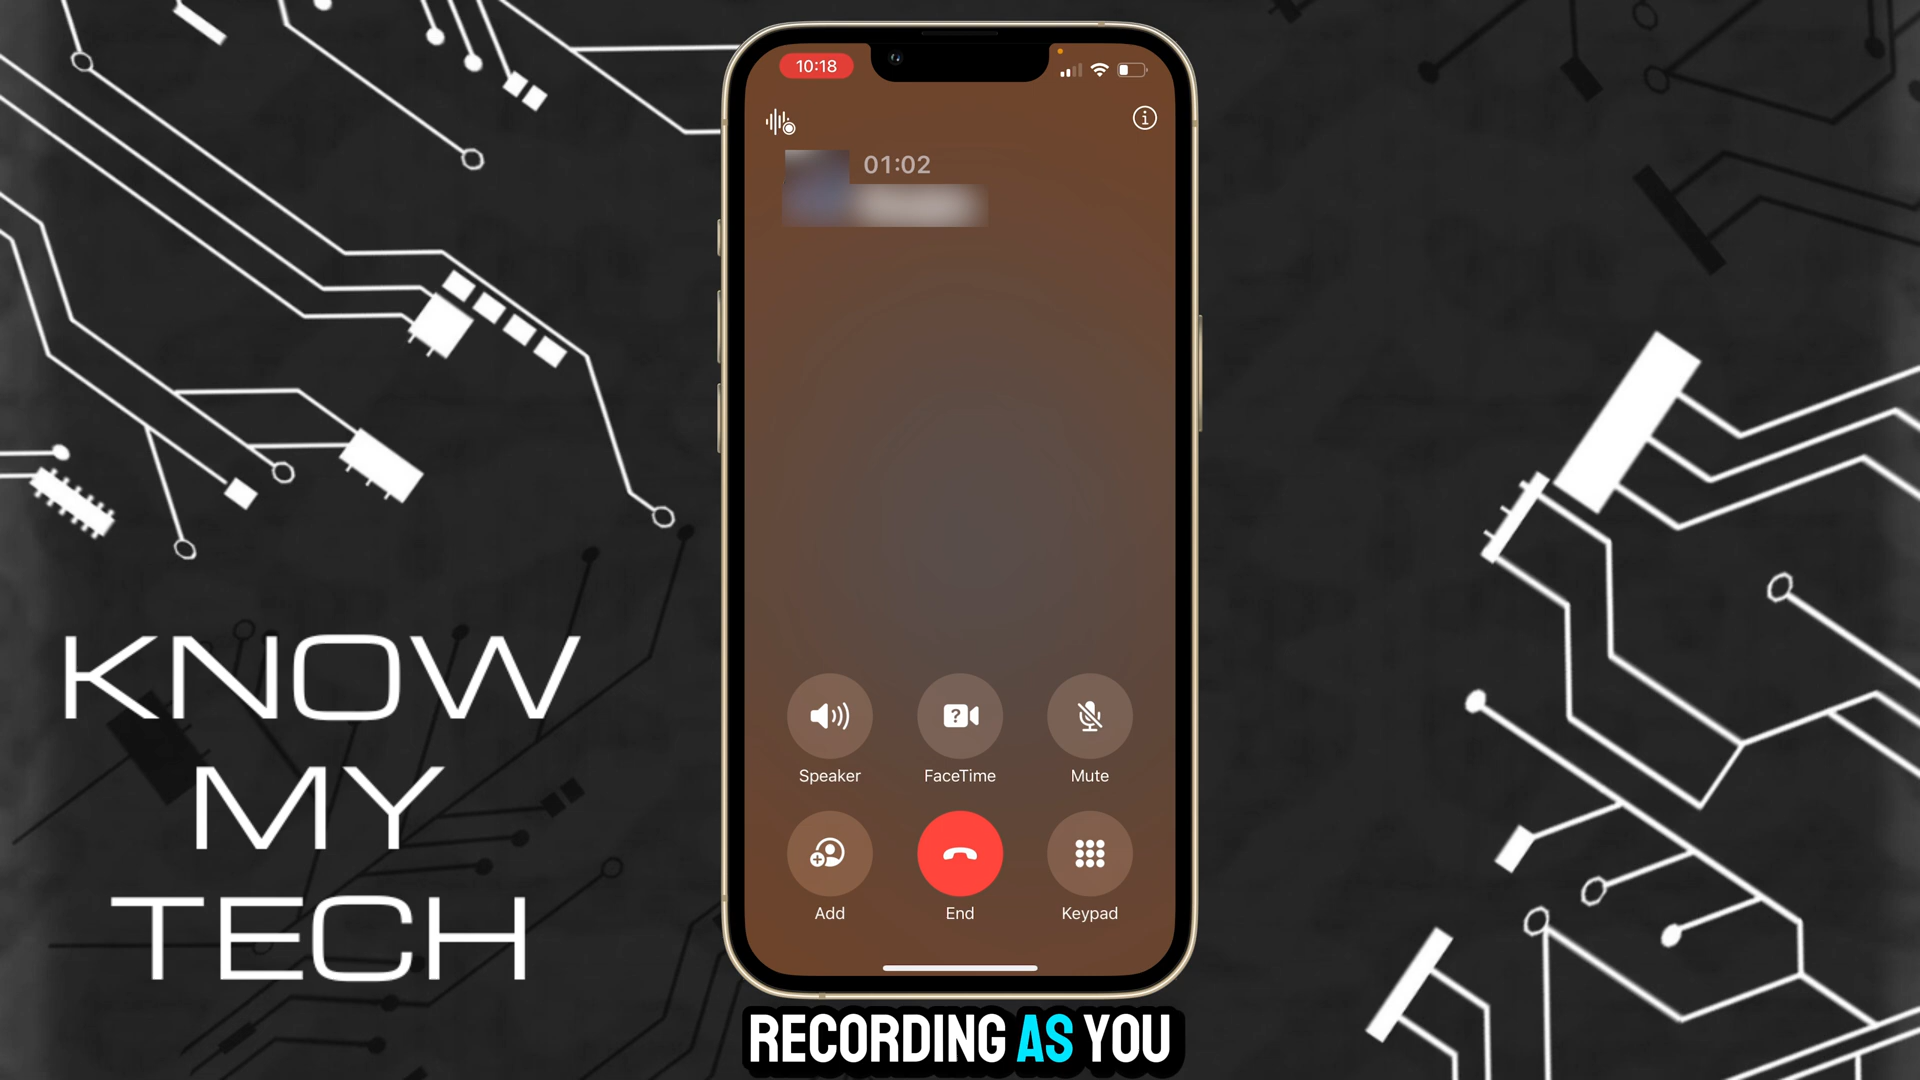 10:18
01:02
Speaker
FaceTime
Mute
Add
End
Keypad
KNOW
MY
TECH
RECORDING AS YOU